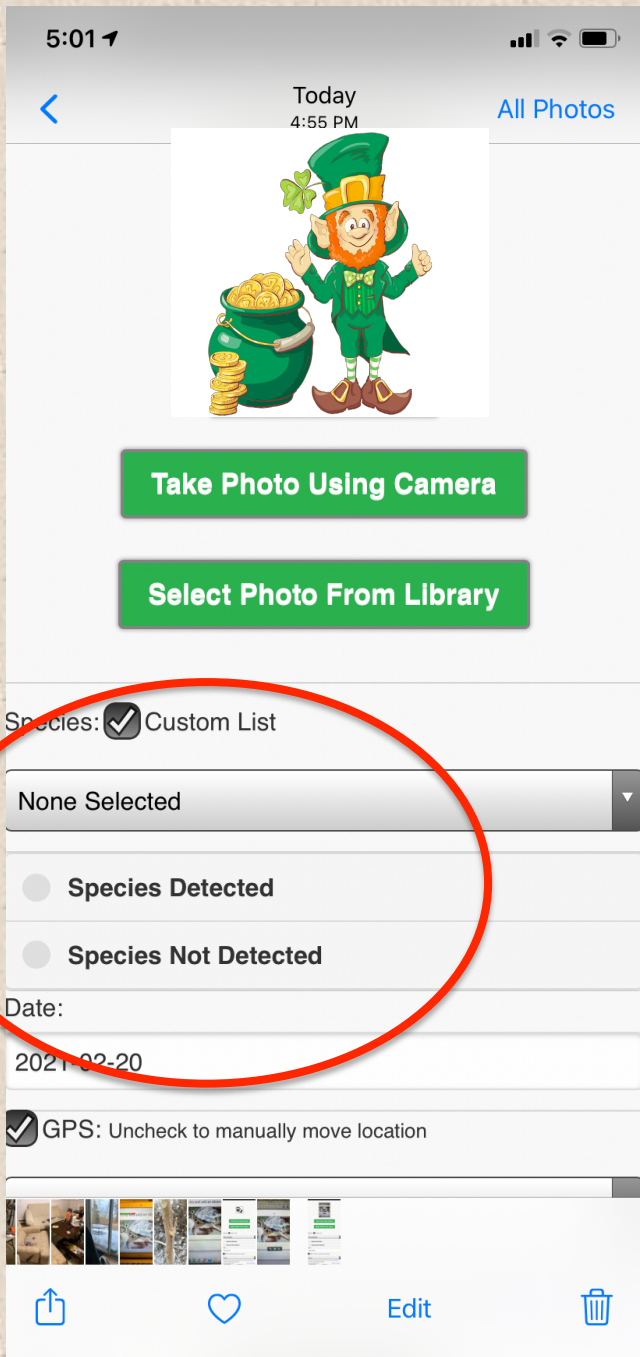 5:01
Today
All Photos
4:55 PM
Take Photo Using Camera
Select Photo From Library
Species: Custom List
None Selected
Species Detected
Species Not Detected
Date:
2021-02-20
GPS: Uncheck to manually move location
Edit